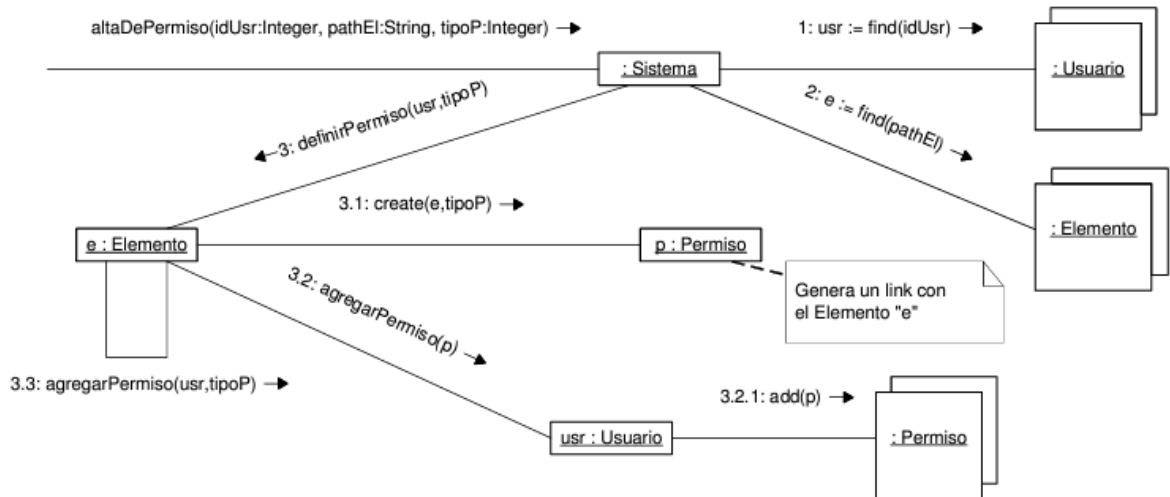 altaDePermiso(idUsr:Integer, pathEl:String, tipoP:Integer)
1: usr := find(idUsr)
: Sistema
: Usuario
2: e := find(pathEl)
3: definirPermiso(usr,tipoP)
3.1: create(e,tipoP)
e : Elemento
p : Permiso
: Elemento
Genera un link con
el Elemento "e"
3.2: agregarPermiso(p)
3.3: agregarPermiso(usr,tipoP)
3.2.1: add(p)
usr : Usuario
: Permiso